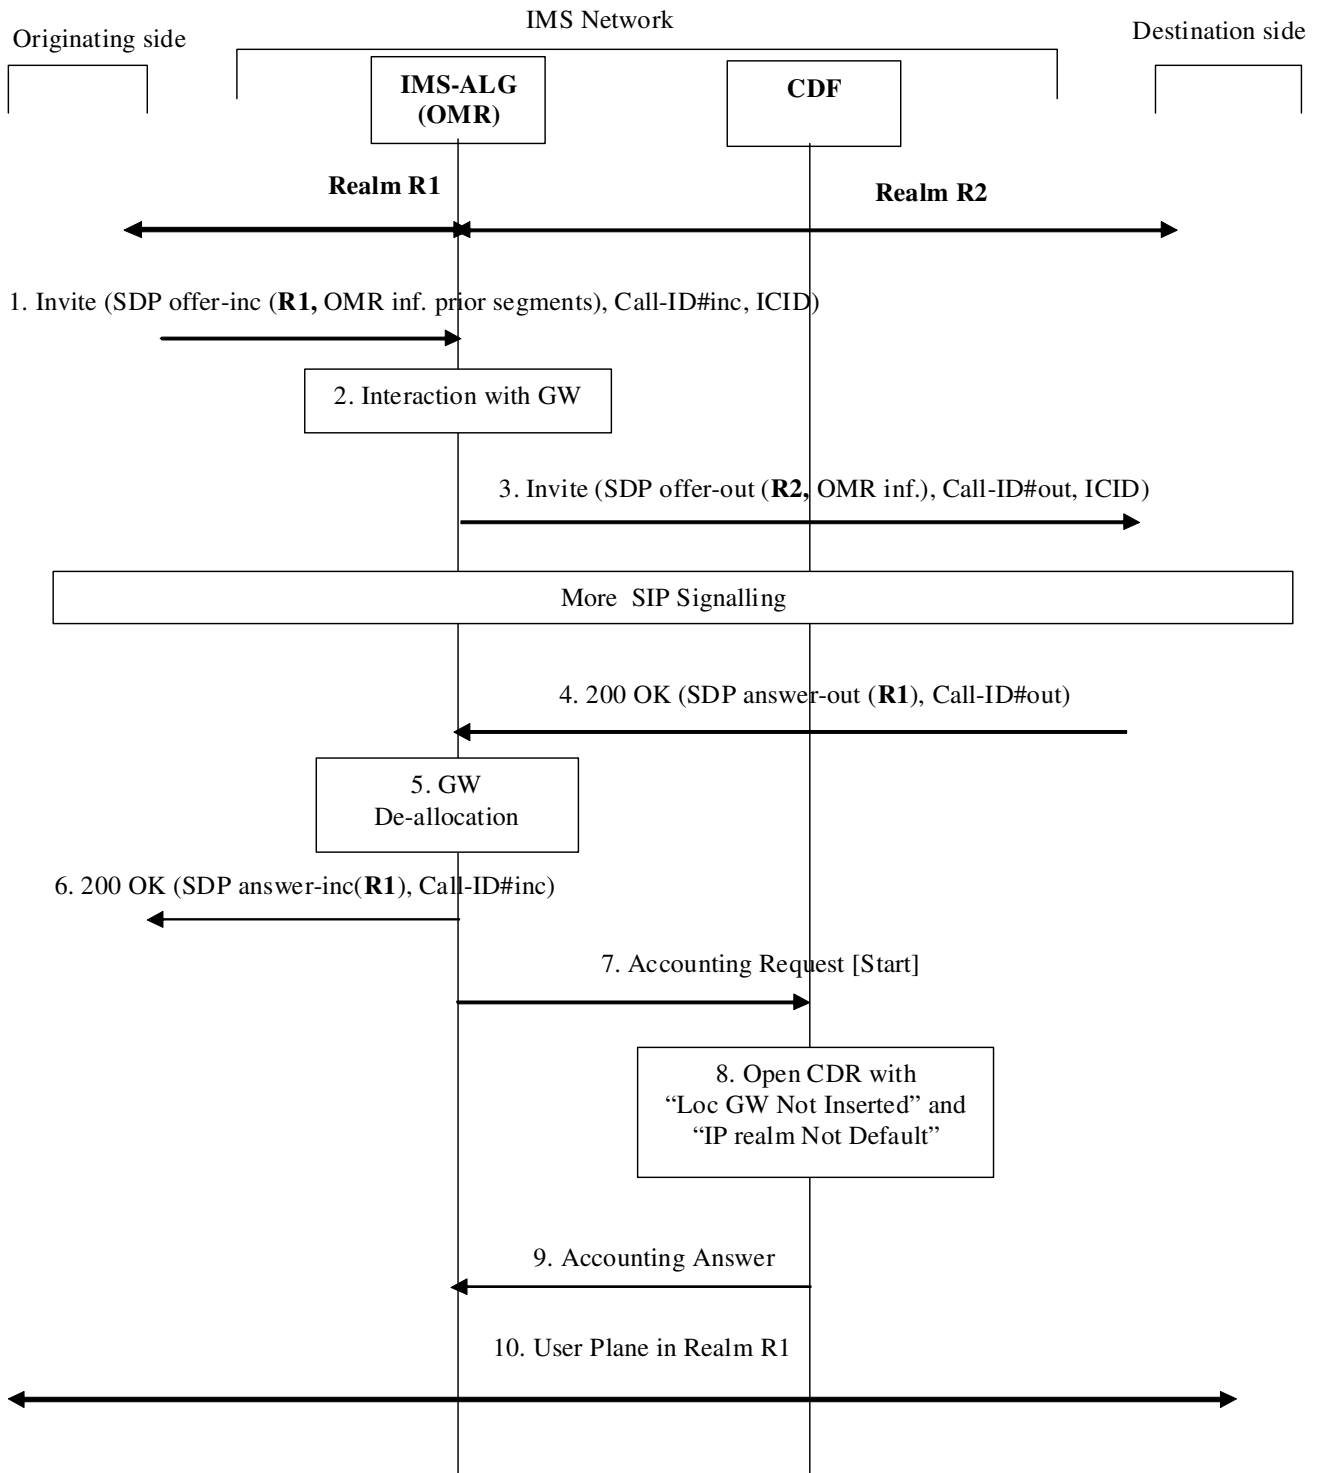 IMS Network
Originating side
Destination side
IMS-ALG
(OMR)
CDF
Realm R1
Realm R2
1. Invite (SDP offer-inc (R1, OMR inf. prior segments), Call-ID#inc, ICID)
2. Interaction with GW
3. Invite (SDP offer-out (R2, OMR inf.), Call-ID#out, ICID)
More SIP Signalling
4. 200 OK (SDP answer-out (R1), Call-ID#out)
5. GW
De-allocation
6. 200 OK (SDP answer-inc(R1), Call-ID#inc)
7. Accounting Request [Start]
8. Open CDR with
“Loc GW Not Inserted” and
“IP realm Not Default”
9. Accounting Answer
10. User Plane in Realm R1